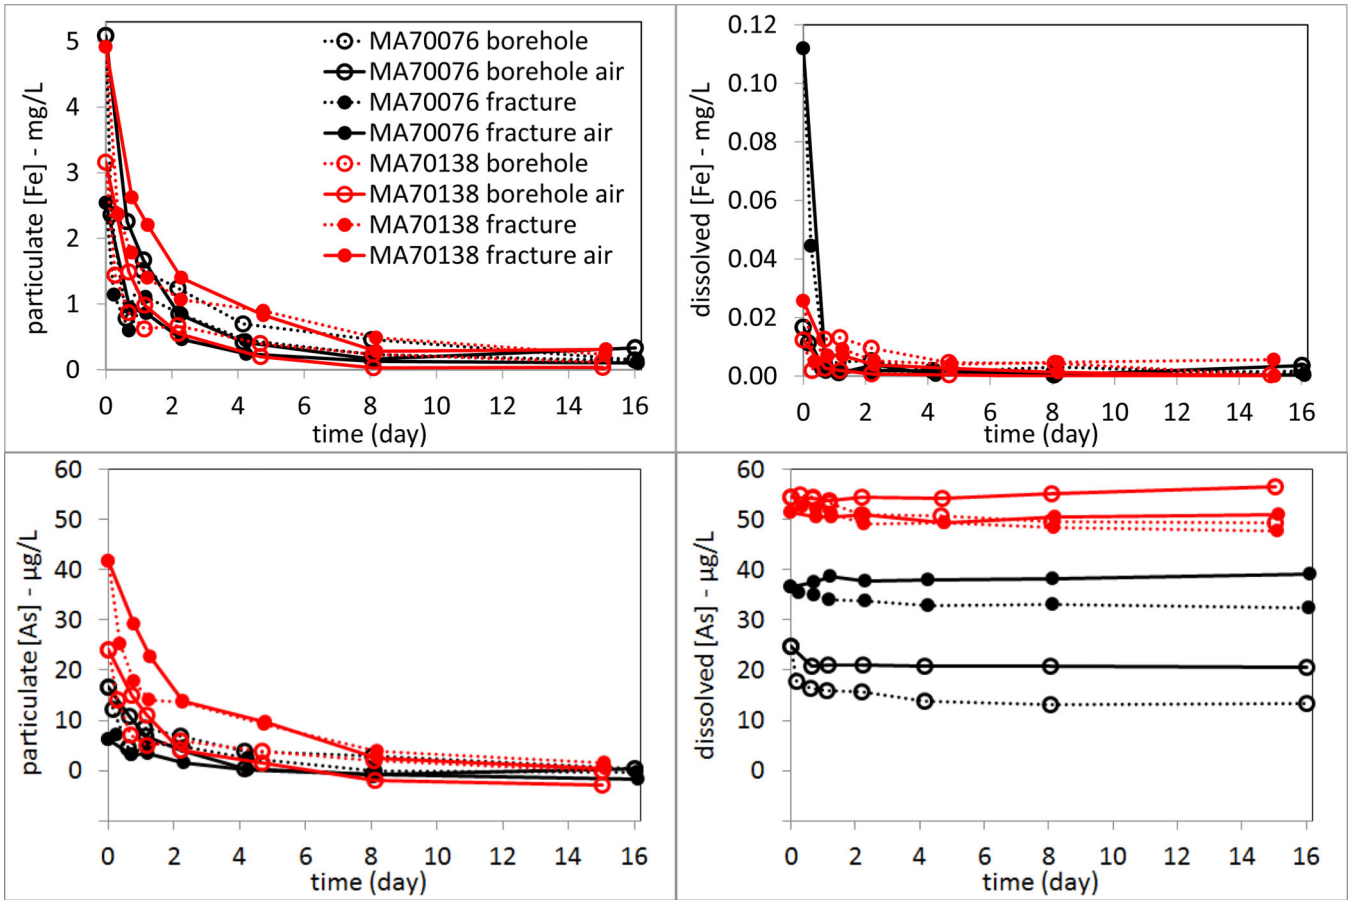 particulate [Fe] - mg/L
5
4
3
2
1
0
0 2 4 6 8 10 12 14 16
time (day)
MA70076 borehole
MA70076 borehole air
MA70076 fracture
MA70076 fracture air
MA70138 borehole
MA70138 borehole air
MA70138 fracture
MA70138 fracture air
dissolved [Fe] - mg/L
0.12
0.10
0.08
0.06
0.04
0.02
0.00
0 2 4 6 8 10 12 14 16
time (day)
particulate [As] - µg/L
60
50
40
30
20
10
0
0 2 4 6 8 10 12 14 16
time (day)
dissolved [As] - µg/L
60
50
40
30
20
10
0
0 2 4 6 8 10 12 14 16
time (day)